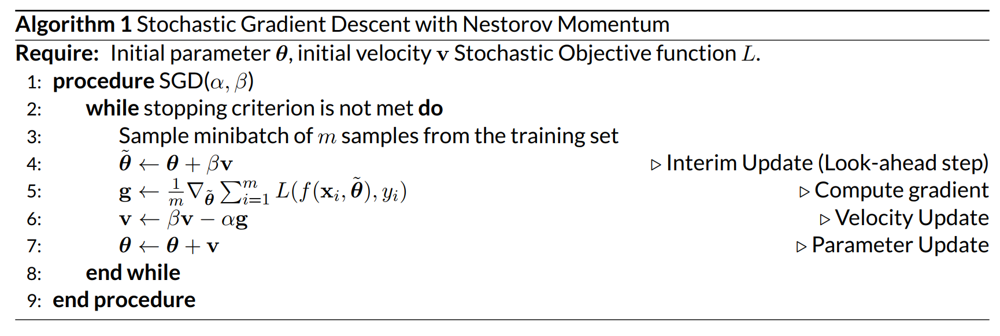 Algorithm 1 Stochastic Gradient Descent with Nestorov Momentum
Require: Initial parameter θ, initial velocity v Stochastic Objective function L.
1: procedure SGD(α, β)
2: while stopping criterion is not met do
3: Sample minibatch of m samples from the training set
4: θ̃ ← θ + βv ▷ Interim Update (Look-ahead step)
5: g ← 1/m ∇_θ̃ ∑_{i=1}^{m} L(f(x_i, θ̃), y_i) ▷ Compute gradient
6: v ← βv − αg ▷ Velocity Update
7: θ ← θ + v ▷ Parameter Update
8: end while
9: end procedure